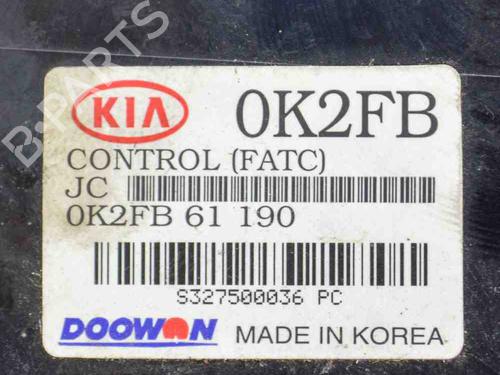 B-PARTS
KIA 0K2FB
CONTROL (FATC)
JC
0K2FB 61 190
S327500036 PC
DOOWON MADE IN KOREA